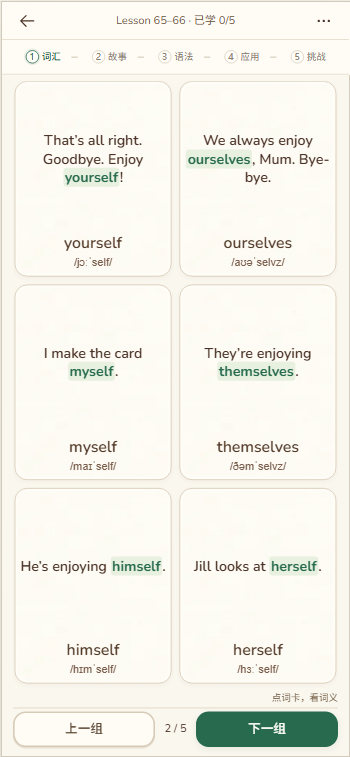 Lesson 65–66 · 已学 0/5
1 词汇 – 2 故事 – 3 语法 – 4 应用 – 5 挑战
That's all right.
Goodbye. Enjoy
yourself!
yourself
/jɔːˈself/
We always enjoy
ourselves, Mum. Bye-
bye.
ourselves
/aʊəˈselvz/
I make the card
myself.
myself
/maɪˈself/
They're enjoying
themselves.
themselves
/ðəmˈselvz/
He's enjoying himself.
himself
/hɪmˈself/
Jill looks at herself.
herself
/hɜːˈself/
点词卡，看词义
上一组 2 / 5 下一组